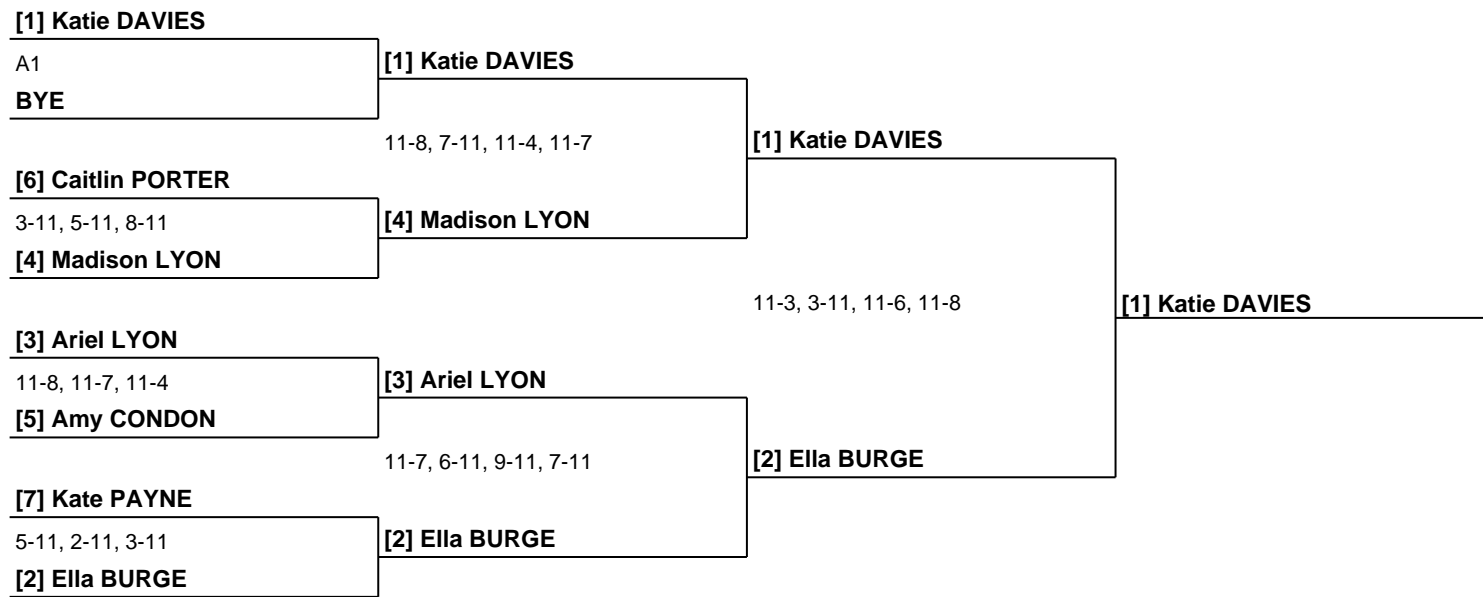 [1] Katie DAVIES
A1
BYE
[1] Katie DAVIES
11-8, 7-11, 11-4, 11-7
[1] Katie DAVIES
[6] Caitlin PORTER
3-11, 5-11, 8-11
[4] Madison LYON
[4] Madison LYON
11-3, 3-11, 11-6, 11-8
[1] Katie DAVIES
[3] Ariel LYON
11-8, 11-7, 11-4
[5] Amy CONDON
[3] Ariel LYON
11-7, 6-11, 9-11, 7-11
[2] Ella BURGE
[7] Kate PAYNE
5-11, 2-11, 3-11
[2] Ella BURGE
[2] Ella BURGE